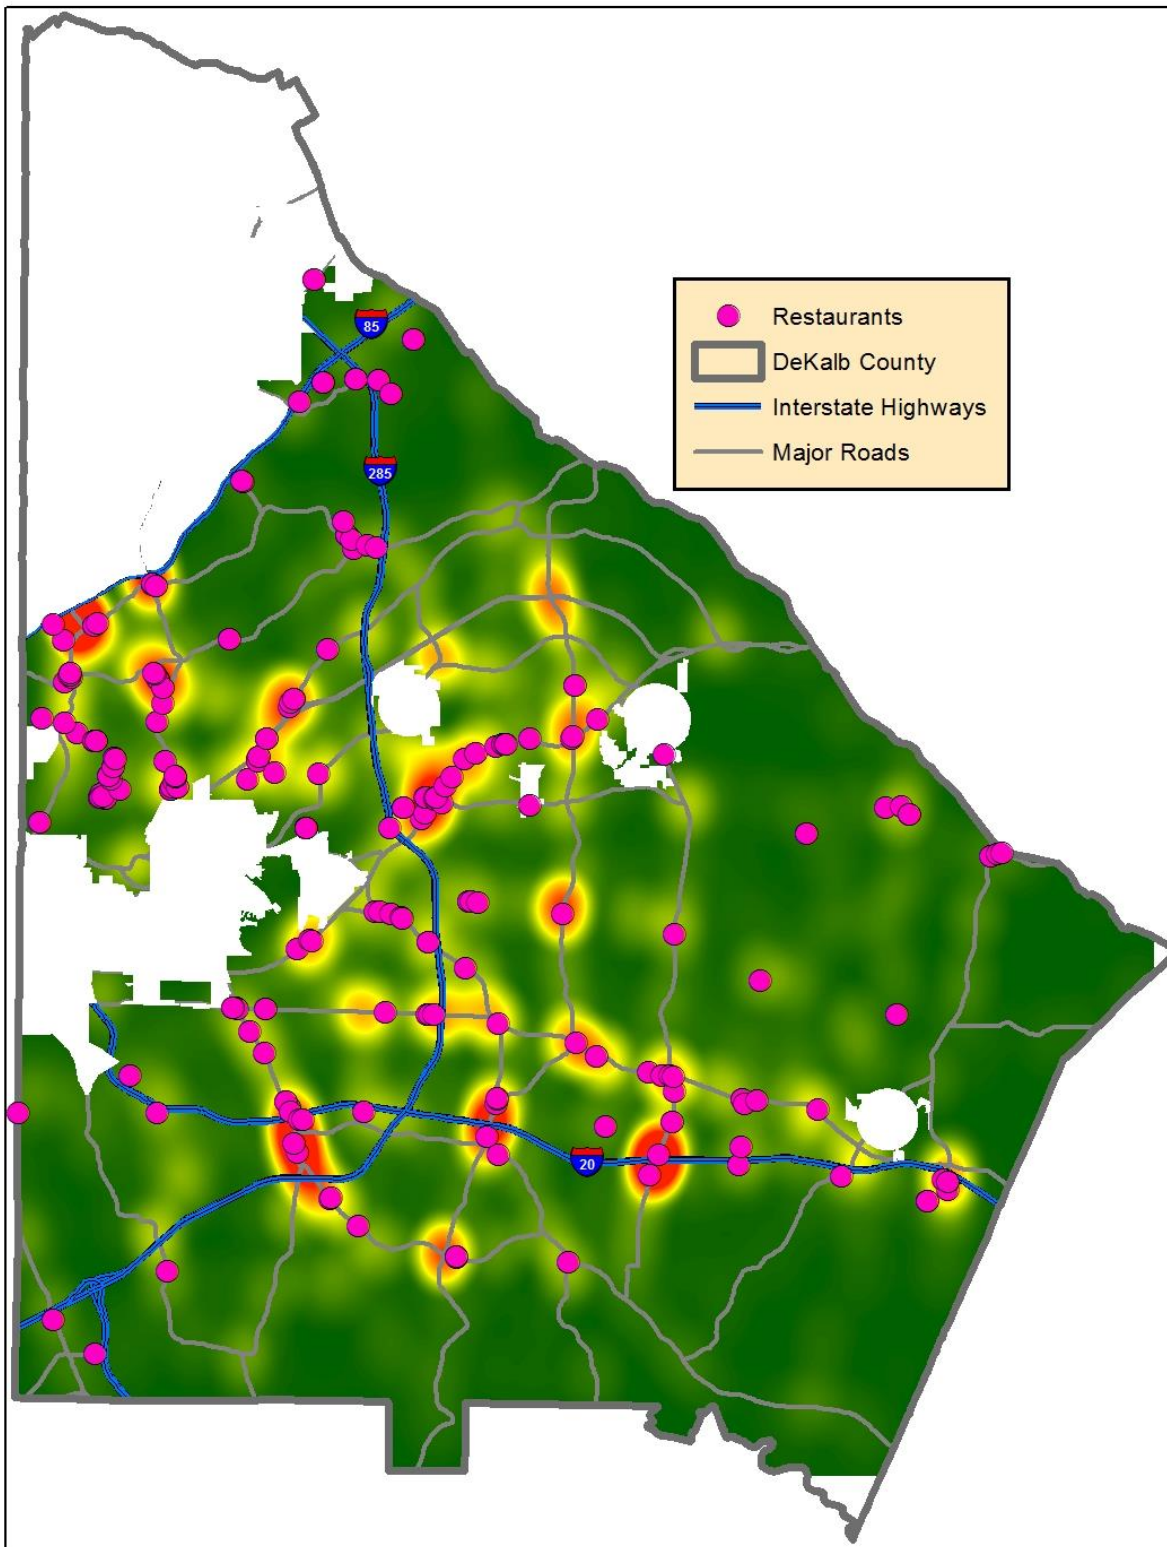 85
Restaurants
DeKalb County
Interstate Highways
Major Roads
285
20